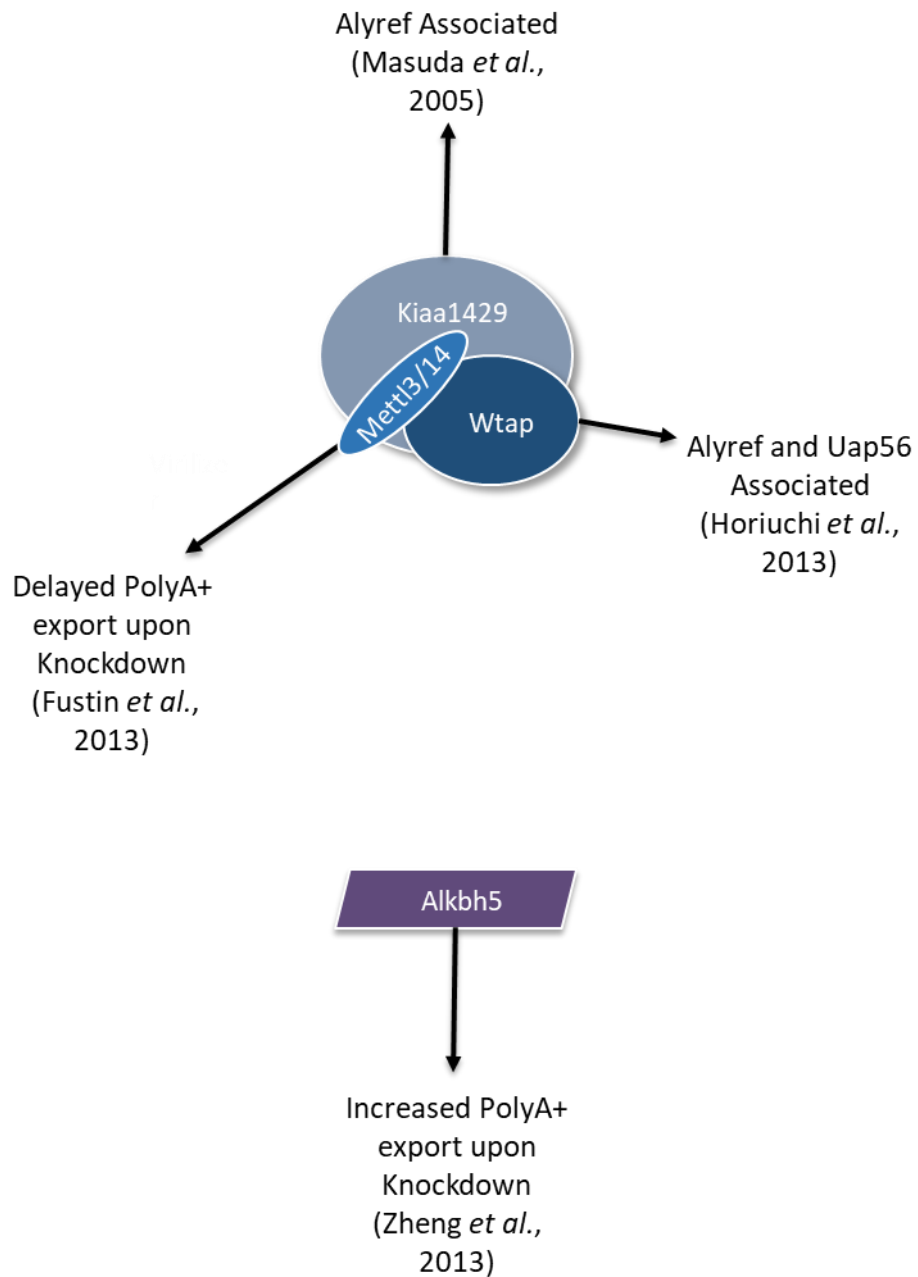 Alyref Associated
(Masuda et al.,
2005)
Kiaa1429
Mettl3/14
Wtap
Alyref and Uap56
Associated
(Horiuchi et al.,
2013)
Delayed PolyA+
export upon
Knockdown
(Fustin et al.,
2013)
Alkbh5
Increased PolyA+
export upon
Knockdown
(Zheng et al.,
2013)